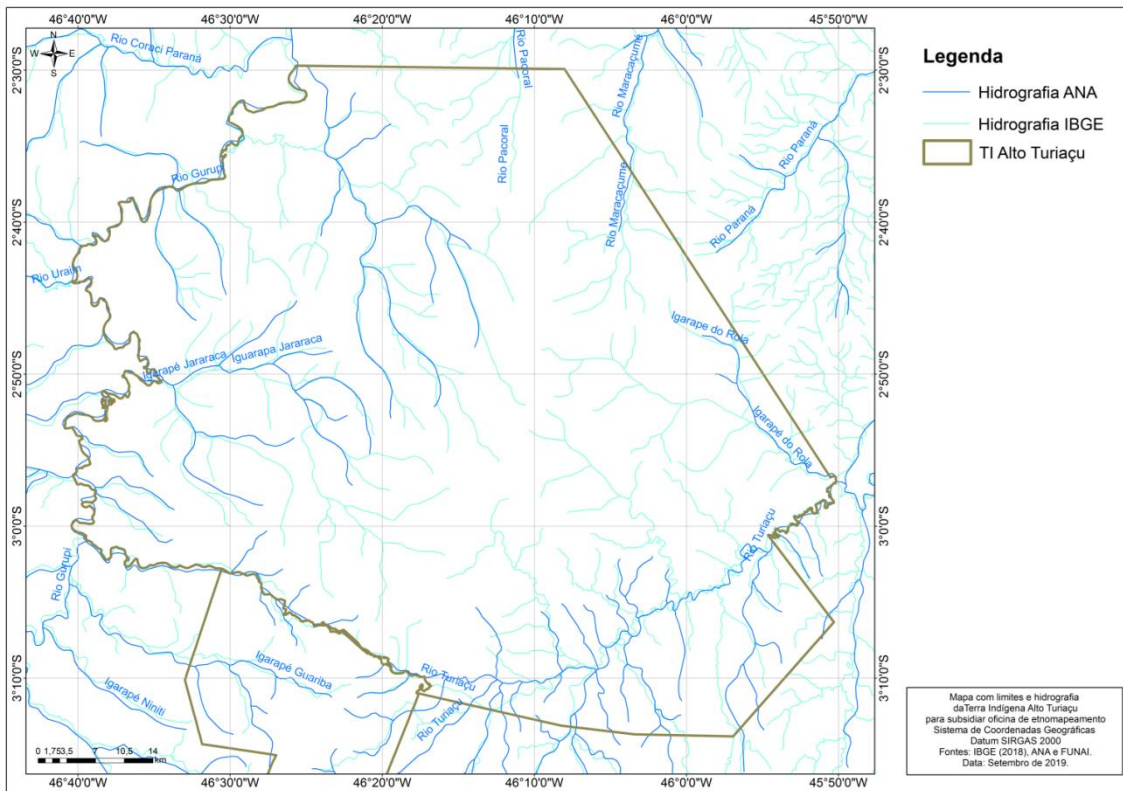 46°40'0"W
46°30'0"W
46°20'0"W
46°10'0"W
46°0'0"W
45°50'0"W
N
W E
S
Rio Coraci Paraná
Rio Pacoral
Rio Maracaçumé
2°30'0"S
2°30'0"S
Rio Paraná
Rio Pacoral
Rio Gurupi
Rio Maracaçumé
Rio Paraná
2°40'0"S
2°40'0"S
Rio Uraim
Igarape do Rola
Igarapé Jararaca
Iguarapa Jararaca
2°50'0"S
2°50'0"S
Igarapé do Rola
3°0'0"S
3°0'0"S
Rio Turiaçu
Rio Gurupi
Igarapé Guariba
Rio Turiaçu
3°10'0"S
3°10'0"S
Igarapé Niniti
Rio Turiaçu
0 1,753,5 7 10,5 14
km
46°40'0"W
46°30'0"W
46°20'0"W
46°10'0"W
46°0'0"W
45°50'0"W
Legenda
Hidrografia ANA
Hidrografia IBGE
TI Alto Turiaçu
Mapa com limites e hidrografia
daTerra Indígena Alto Turiaçu
para subsidiar oficina de etnomapeamento
Sistema de Coordenadas Geográficas
Datum SIRGAS 2000
Fontes: IBGE (2018), ANA e FUNAI.
Data: Setembro de 2019.